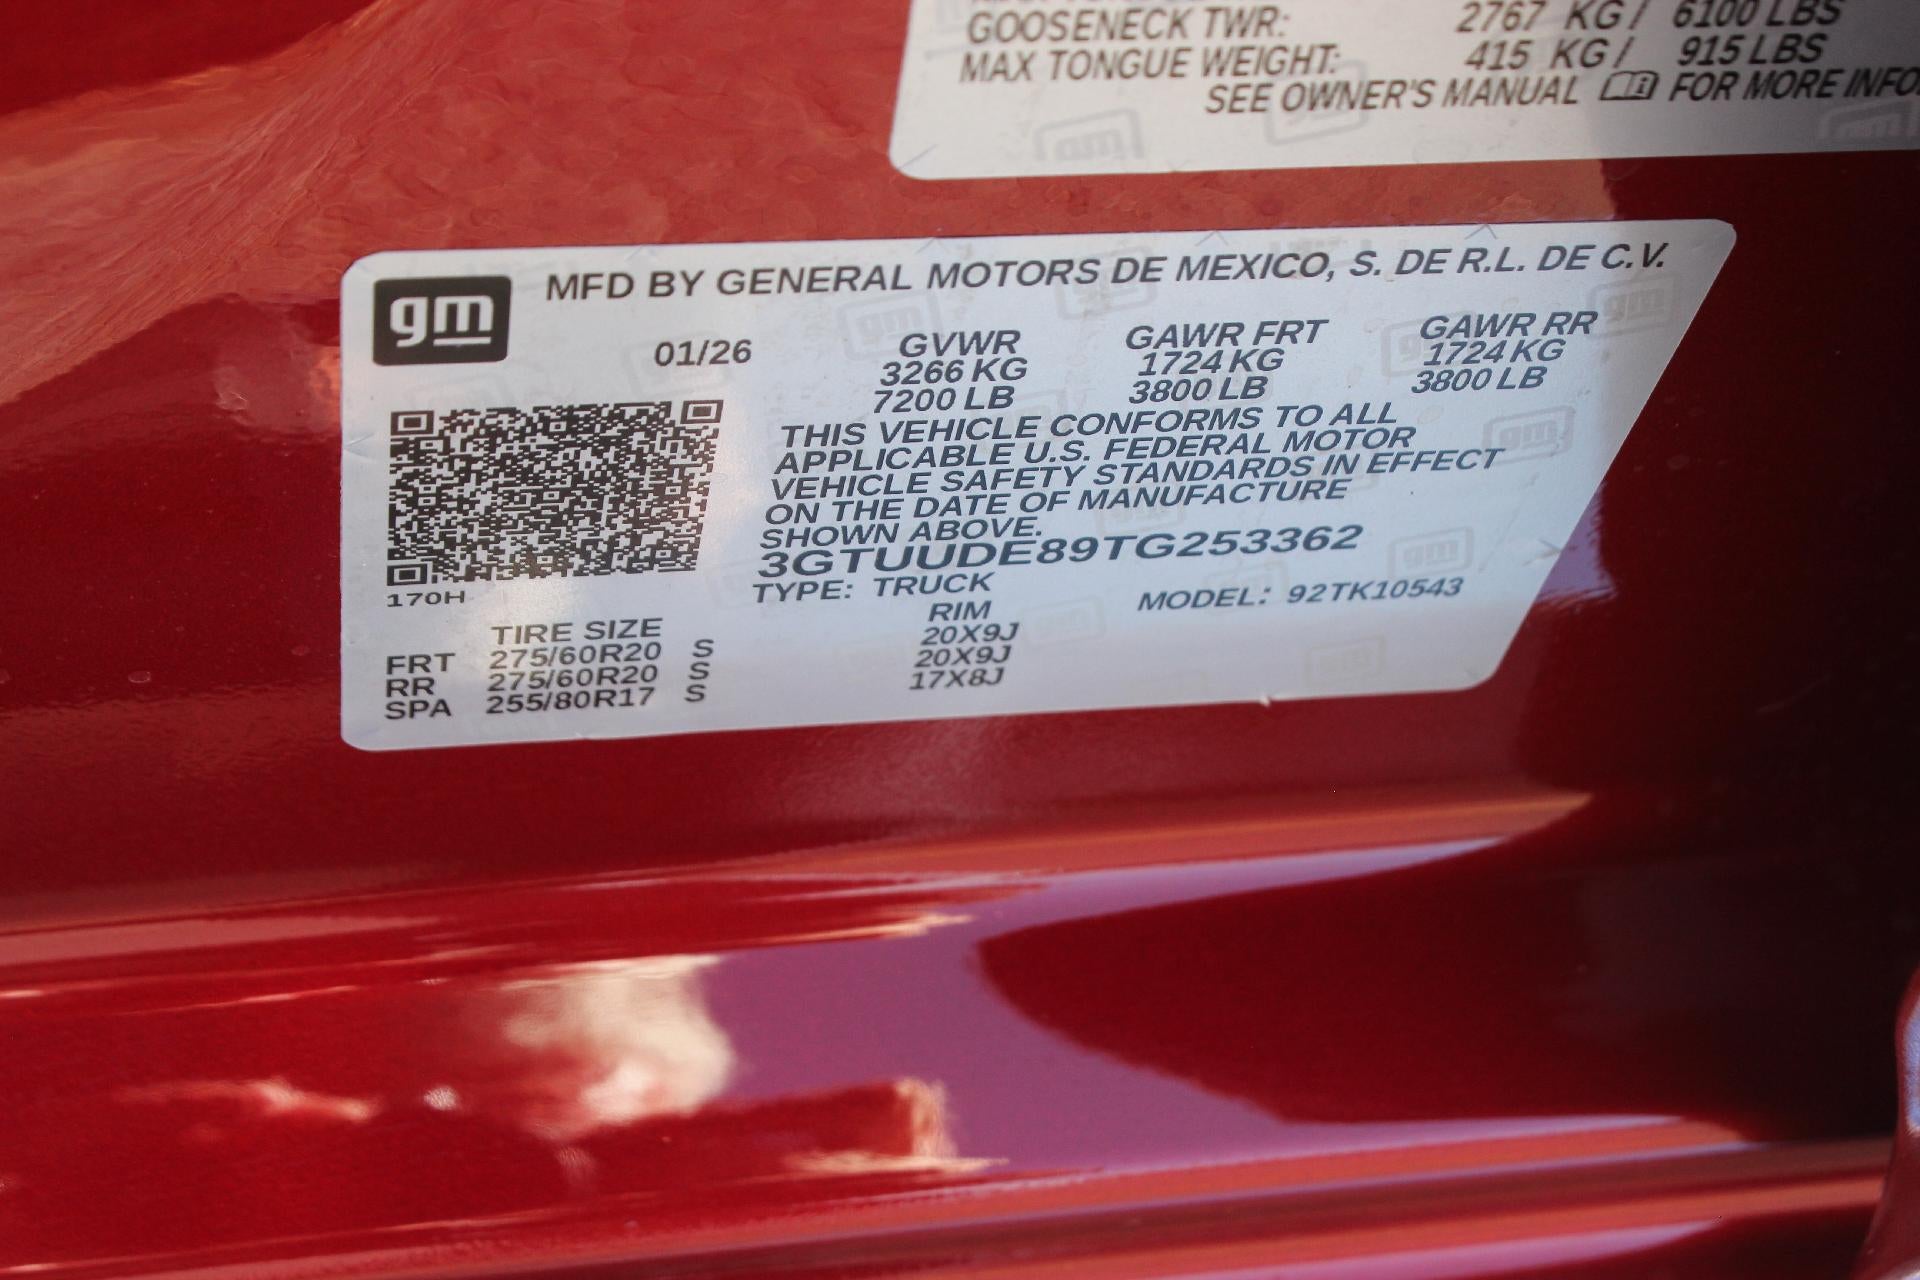 GOOSENECK TWR: 2767 KG / 6100 LBS
MAX TONGUE WEIGHT: 415 KG / 915 LBS
SEE OWNER'S MANUAL FOR MORE INFO
gm MFD BY GENERAL MOTORS DE MEXICO, S. DE R.L. DE C.V.
01/26 GVWR GAWR FRT GAWR RR
3266 KG 1724 KG 1724 KG
7200 LB 3800 LB 3800 LB
THIS VEHICLE CONFORMS TO ALL
APPLICABLE U.S. FEDERAL MOTOR
VEHICLE SAFETY STANDARDS IN EFFECT
ON THE DATE OF MANUFACTURE
SHOWN ABOVE.
3GTUUDE89TG253362
170H
TYPE: TRUCK MODEL: 92TK10543
TIRE SIZE RIM
FRT 275/60R20 S 20X9J
RR 275/60R20 S 20X9J
SPA 255/80R17 S 17X8J